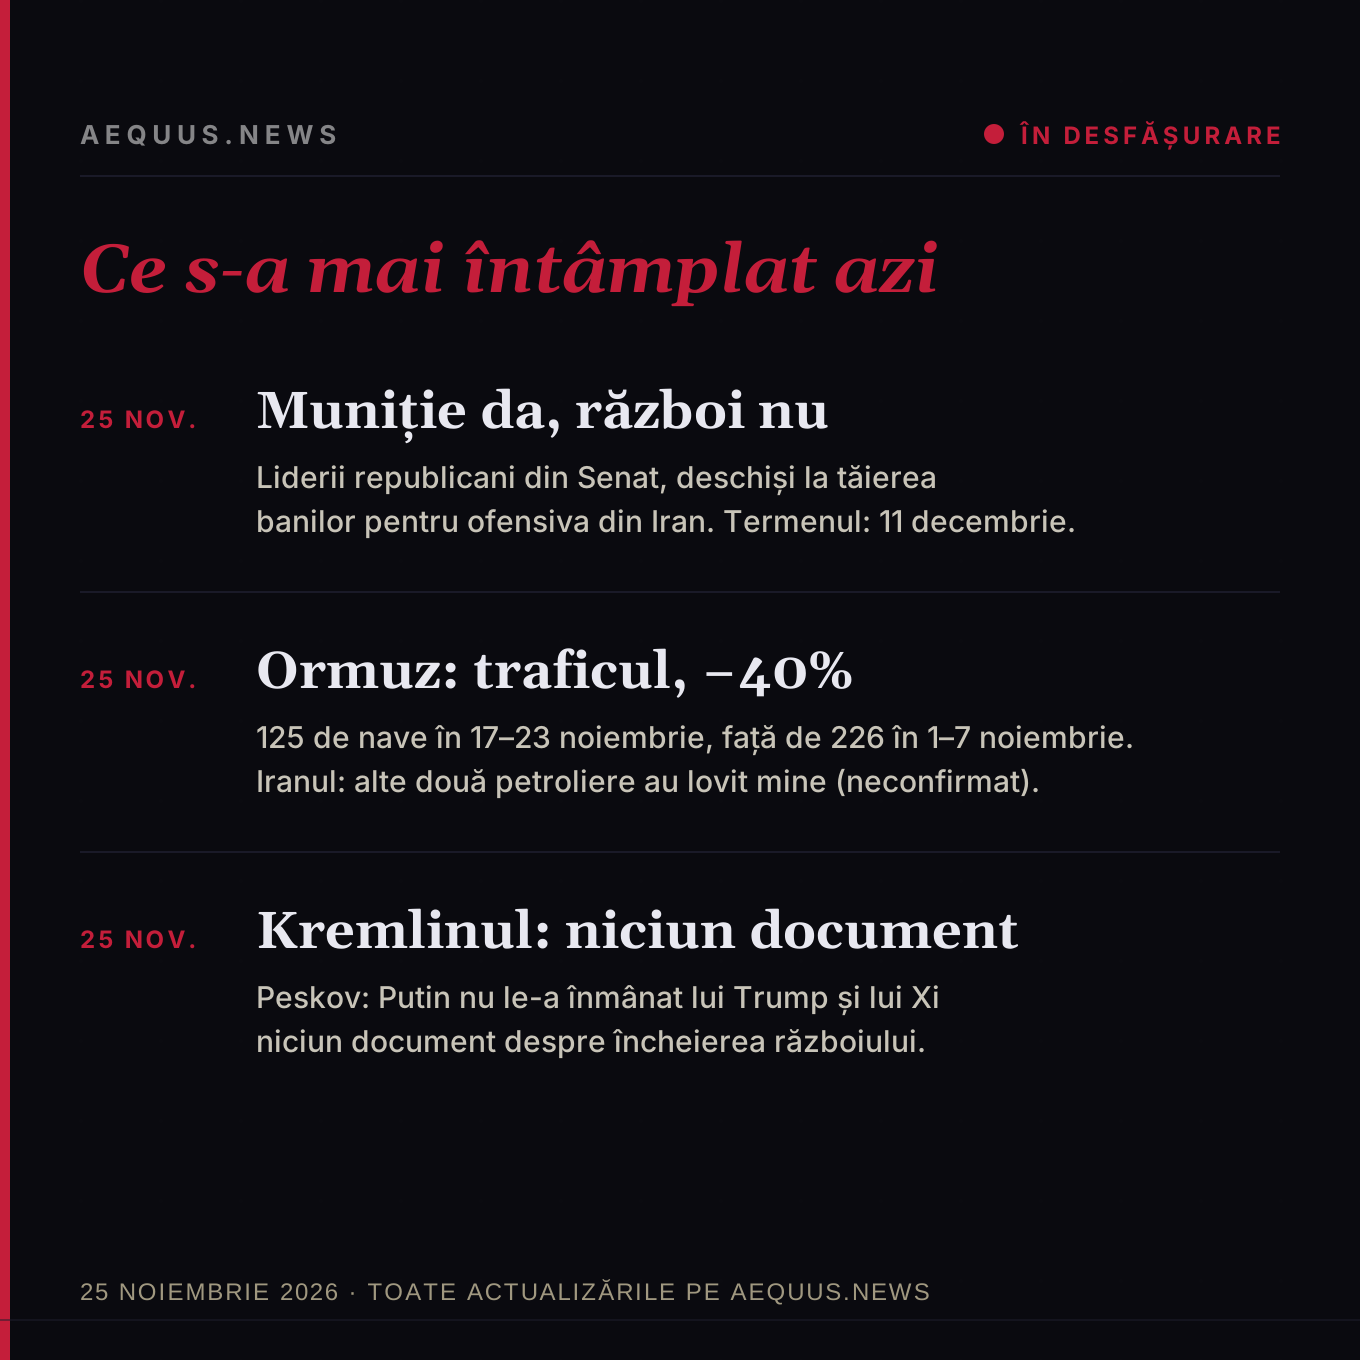 AEQUUS.NEWS
ÎN DESFĂȘURARE
Ce s-a mai întâmplat azi
25 NOV.
Muniție da, război nu
Liderii republicani din Senat, deschiși la tăierea
banilor pentru ofensiva din Iran. Termenul: 11 decembrie.
25 NOV.
Ormuz: traficul, −40%
125 de nave în 17–23 noiembrie, față de 226 în 1–7 noiembrie.
Iranul: alte două petroliere au lovit mine (neconfirmat).
25 NOV.
Kremlinul: niciun document
Peskov: Putin nu le-a înmânat lui Trump și lui Xi
niciun document despre încheierea războiului.
25 NOIEMBRIE 2026 · TOATE ACTUALIZĂRILE PE AEQUUS.NEWS